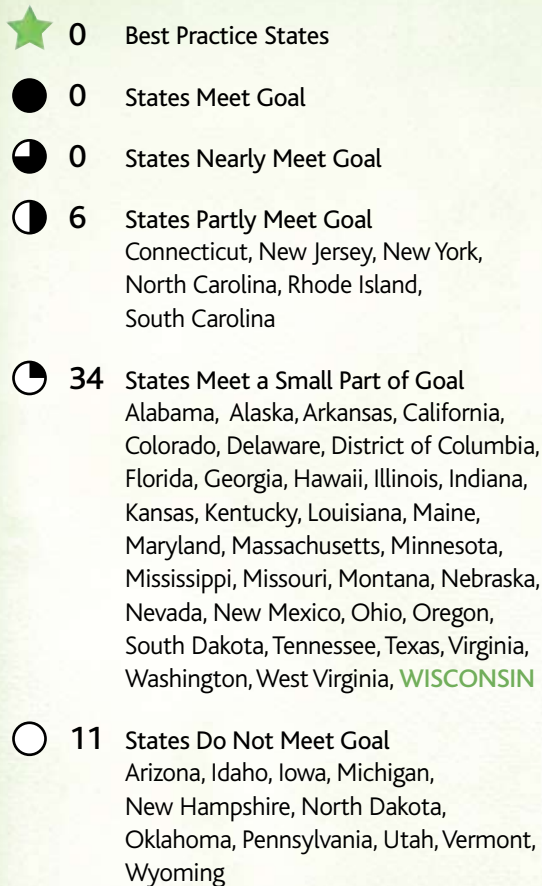 0 Best Practice States
0 States Meet Goal
0 States Nearly Meet Goal
6 States Partly Meet Goal
Connecticut, New Jersey, New York,
North Carolina, Rhode Island,
South Carolina
34 States Meet a Small Part of Goal
Alabama, Alaska, Arkansas, California,
Colorado, Delaware, District of Columbia,
Florida, Georgia, Hawaii, Illinois, Indiana,
Kansas, Kentucky, Louisiana, Maine,
Maryland, Massachusetts, Minnesota,
Mississippi, Missouri, Montana, Nebraska,
Nevada, New Mexico, Ohio, Oregon,
South Dakota, Tennessee, Texas, Virginia,
Washington, West Virginia, WISCONSIN
11 States Do Not Meet Goal
Arizona, Idaho, Iowa, Michigan,
New Hampshire, North Dakota,
Oklahoma, Pennsylvania, Utah, Vermont,
Wyoming